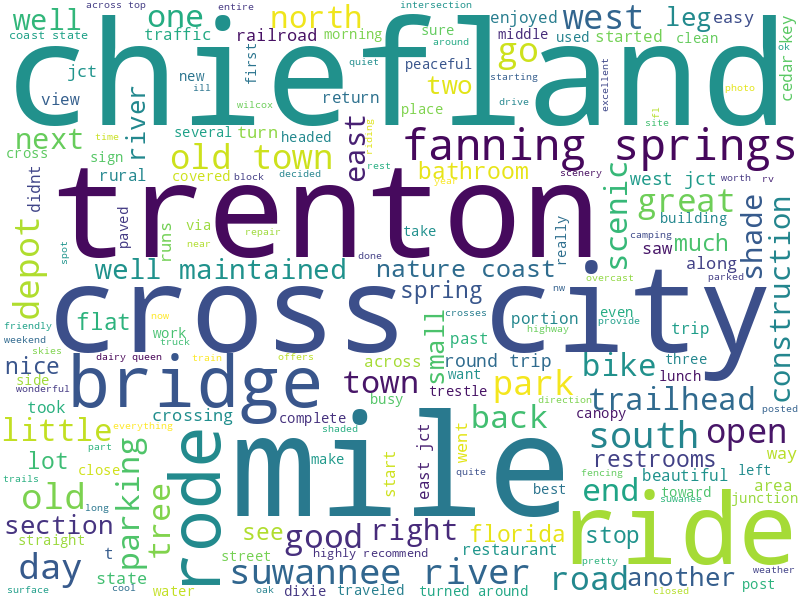 across top
entire
intersection
well
one
north
west
leg
easy
coast state
traffic
railroad
morning
enjoyed
middle
sure
used
around
started
clean
key
cedar
ok
chiefland
jct
view
new
ill
first
quiet
peaceful
starting
go
two
excellent
drive
photo
wilcox
return
place
river
next
several
turn
headed
east
fanning springs
fl
site
time
riding
cross
sign
old town
covered
block
decided
rest
bathroom
scenery
year
west jct
worth
rv
rural
didnt
trenton
scenic
great
building
shade
camping
saw
much
along
parked
paved
via
runs
near
repair
take
really
depot
spot
done
well maintained
nature coast
nw
overcast
construction
spring
cross city
flat
now
work
truck
friendly
weekend
skies
small
crosses
portion
highway
even
provide
trip
past
dairy queen
train
offers
across
round trip
three
nice
side
wonderful
bridge
town
want
trestle
bike
lunch
park
trailhead
direction
canopy
posted
took
crossing
complete
busy
back
little
everything
shaded
mile
rode
south
open
lot
part
parking
tree
make
east jct
start
went
quite
best
fencing
restrooms
way
trails
close
old
long
end
beautiful
left
toward
area
suwanee
junction
section
see
good
right
florida
stop
ride
straight
t
street
highly recommend
restaurant
pretty
day
state
water
suwannee river
road
another
weather
post
surface
cool
oak
dixie
traveled
turned around
closed